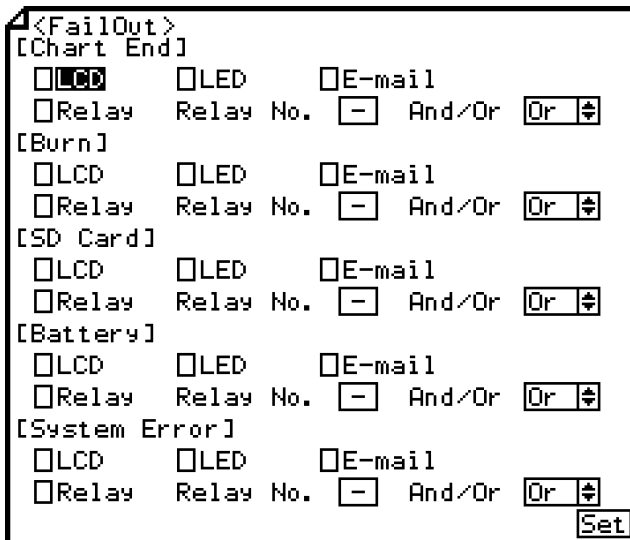 <FailOut>
[Chart End]
LCD LED E-mail
Relay Relay No. - And/Or Or
[Burn]
LCD LED E-mail
Relay Relay No. - And/Or Or
[SD Card]
LCD LED E-mail
Relay Relay No. - And/Or Or
[Battery]
LCD LED E-mail
Relay Relay No. - And/Or Or
[System Error]
LCD LED E-mail
Relay Relay No. - And/Or Or
Set